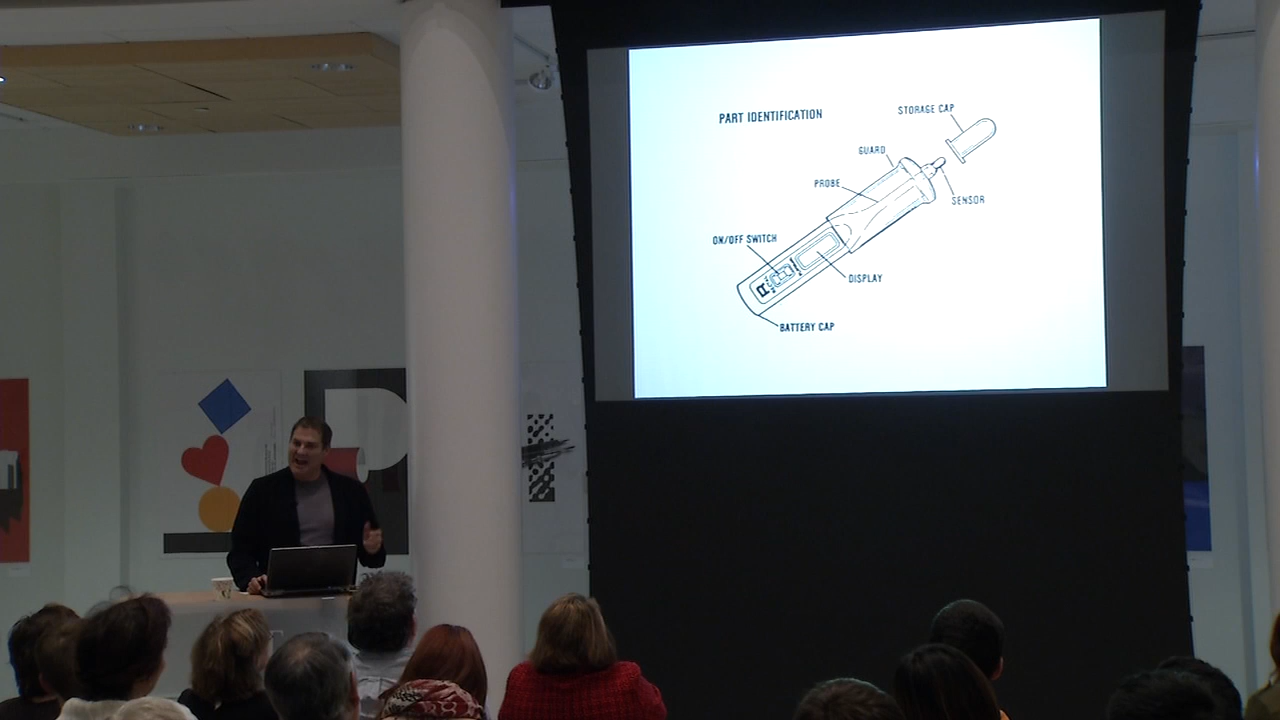 PART IDENTIFICATION
STORAGE CAP
GUARD
PROBE
SENSOR
ON/OFF SWITCH
DISPLAY
BATTERY CAP